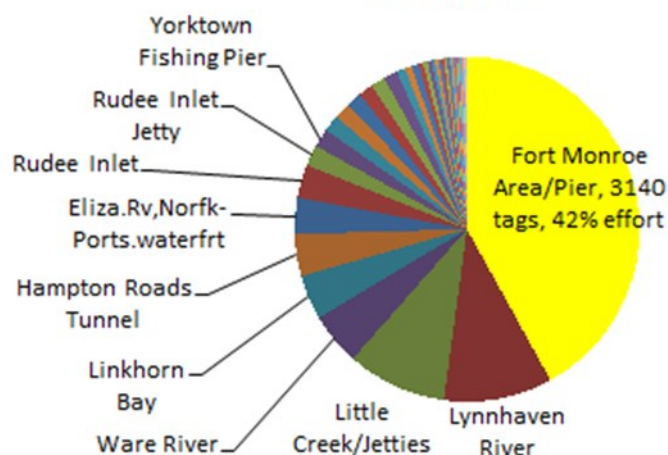 Yorktown
Fishing Pier
Rudee Inlet
Jetty
Rudee Inlet
Eliza.Rv,Norfk-
Ports.waterfrt
Hampton Roads
Tunnel
Linkhorn
Bay
Ware River
Little
Creek/Jetties
Lynnhaven
River
Fort Monroe
Area/Pier, 3140
tags, 42% effort